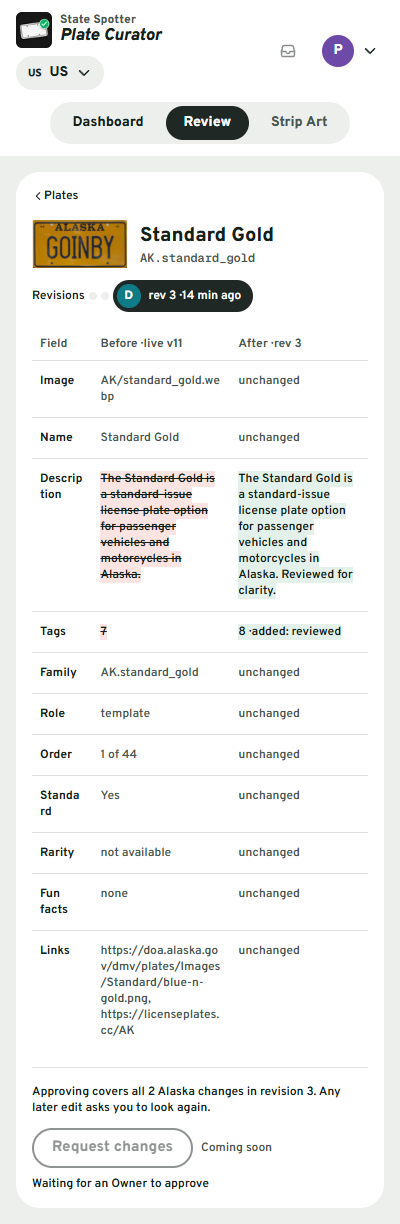 State Spotter
Plate Curator
P
US US
Dashboard
Review
Strip Art
Plates
ALASKA
GOINBY
Standard Gold
AK.standard_gold
Revisions
D
rev 3 ·14 min ago
Field
Before ·live v11
After ·rev 3
Image
AK/standard_gold.we
bp
unchanged
Name
Standard Gold
unchanged
Descrip
tion
The Standard Gold is
a standard-issue
license plate option
for passenger
vehicles and
motorcycles in
Alaska.
The Standard Gold is
a standard-issue
license plate option
for passenger
vehicles and
motorcycles in
Alaska. Reviewed for
clarity.
Tags
7
8 ·added: reviewed
Family
AK.standard_gold
unchanged
Role
template
unchanged
Order
1 of 44
unchanged
Standa
rd
Yes
unchanged
Rarity
not available
unchanged
Fun
facts
none
unchanged
Links
https://doa.alaska.go
v/dmv/plates/Images
/Standard/blue-n-
gold.png,
https://licenseplates.
cc/AK
unchanged
Approving covers all 2 Alaska changes in revision 3. Any
later edit asks you to look again.
Request changes
Coming soon
Waiting for an Owner to approve